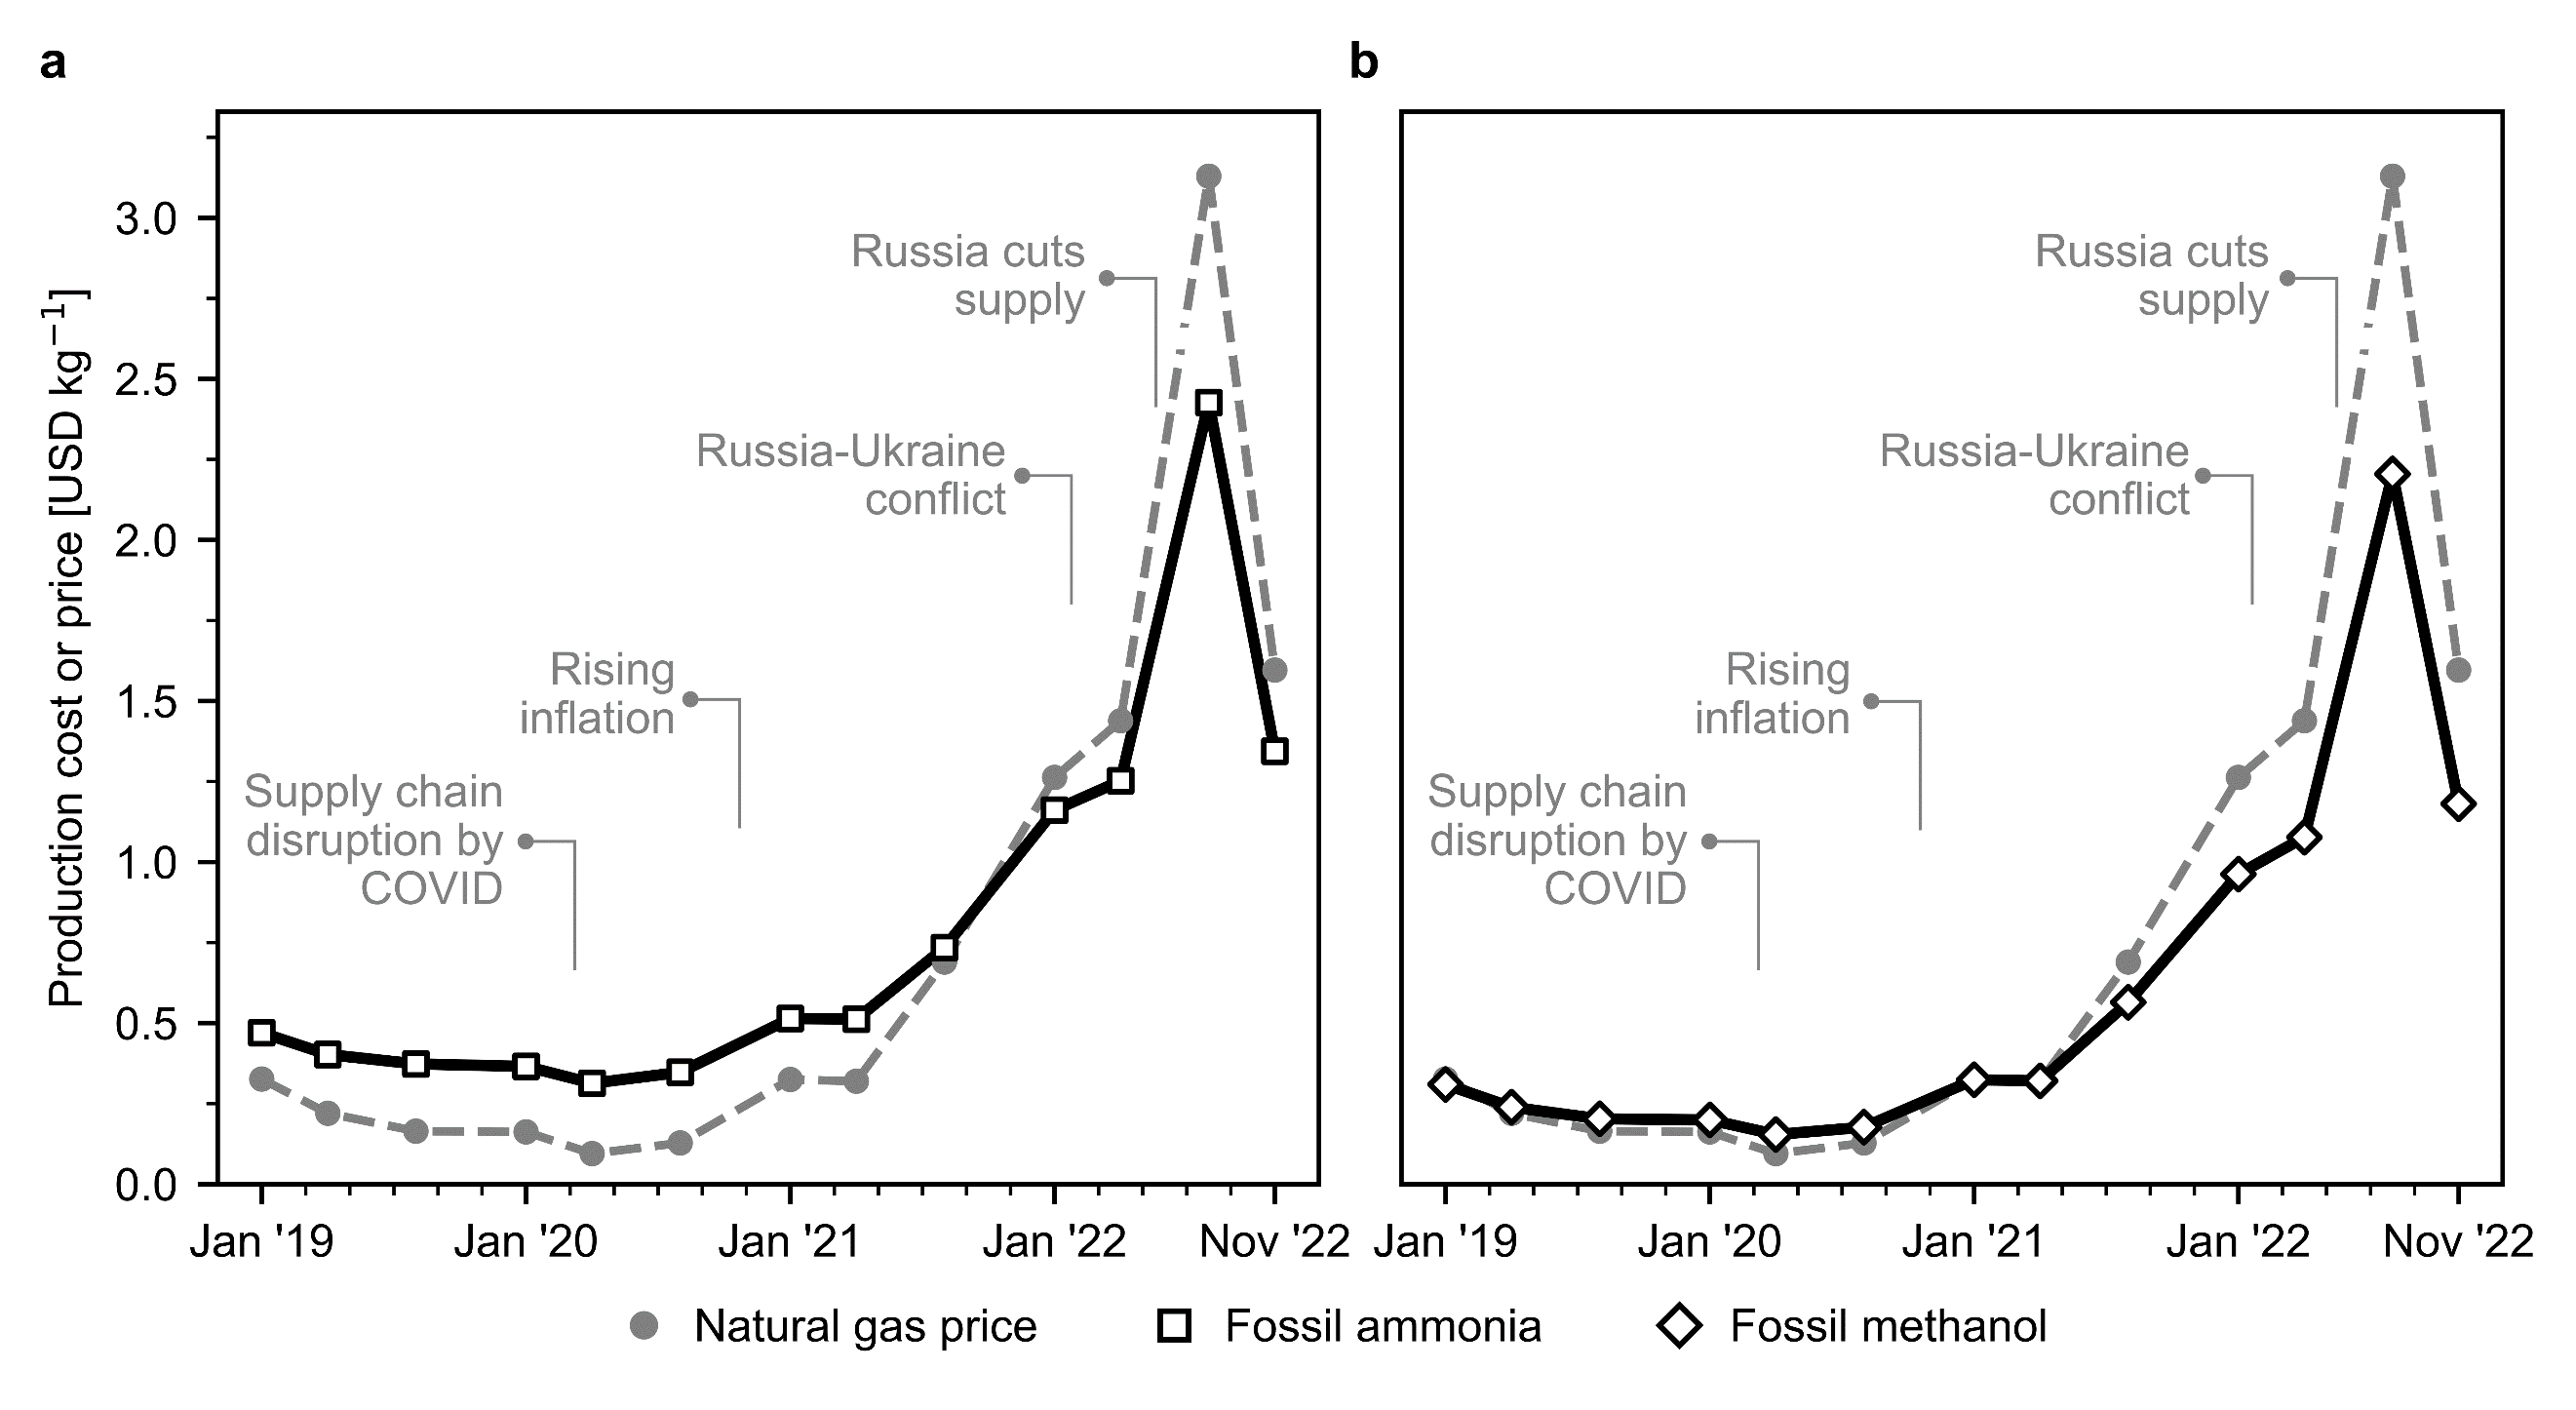 a
b
Production cost or price [USD kg⁻¹]
3.0
2.5
2.0
1.5
1.0
0.5
0.0
Russia cuts
supply
Russia-Ukraine
conflict
Rising
inflation
Supply chain
disruption by
COVID
Jan '19
Jan '20
Jan '21
Jan '22
Nov '22
Russia cuts
supply
Russia-Ukraine
conflict
Rising
inflation
Supply chain
disruption by
COVID
Jan '19
Jan '20
Jan '21
Jan '22
Nov '22
Natural gas price
Fossil ammonia
Fossil methanol